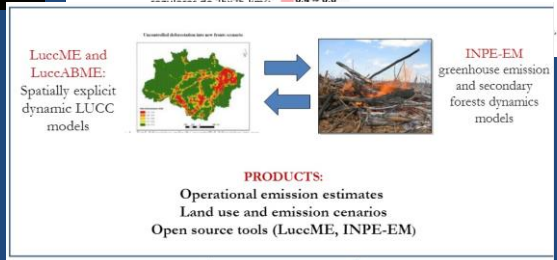 Uncontrolled deforestation into new fronts scenario
LuccME and
LuccABME:
Spatially explicit
dynamic LUCC
models
INPE-EM
greenhouse emission
and secondary
forests dynamics
models
PRODUCTS:
Operational emission estimates
Land use and emission cenarios
Open source tools (LuccME, INPE-EM)